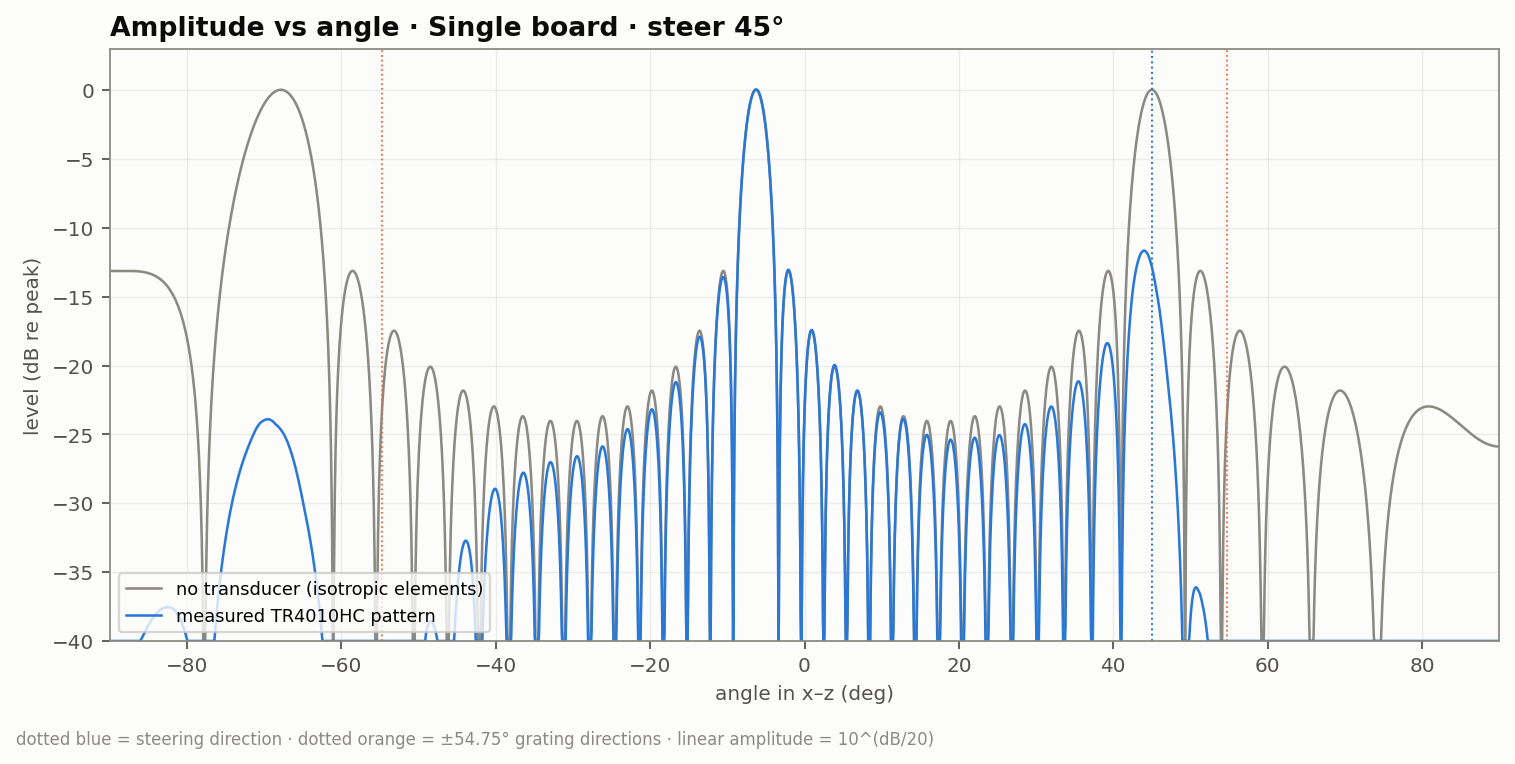 Amplitude vs angle · Single board · steer 45°
level (dB re peak)
0
−5
−10
−15
−20
−25
−30
−35
−40
no transducer (isotropic elements)
measured TR4010HC pattern
−80 −60 −40 −20 0 20 40 60 80
angle in x–z (deg)
dotted blue = steering direction · dotted orange = ±54.75° grating directions · linear amplitude = 10^(dB/20)